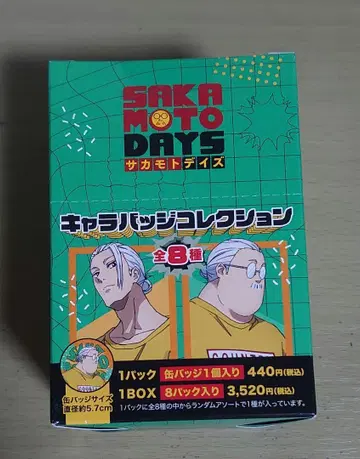 SAKA
MOTO
DAYS
サカモトデイズ
キャラバッジコレクション
全8種
缶バッジサイズ
直径約5.7cm
1パック 缶バッジ1個入り 440円(税込)
1BOX 8パック入り 3,520円(税込)
1パックに全8種の中からランダムアソートで1種が入っています。